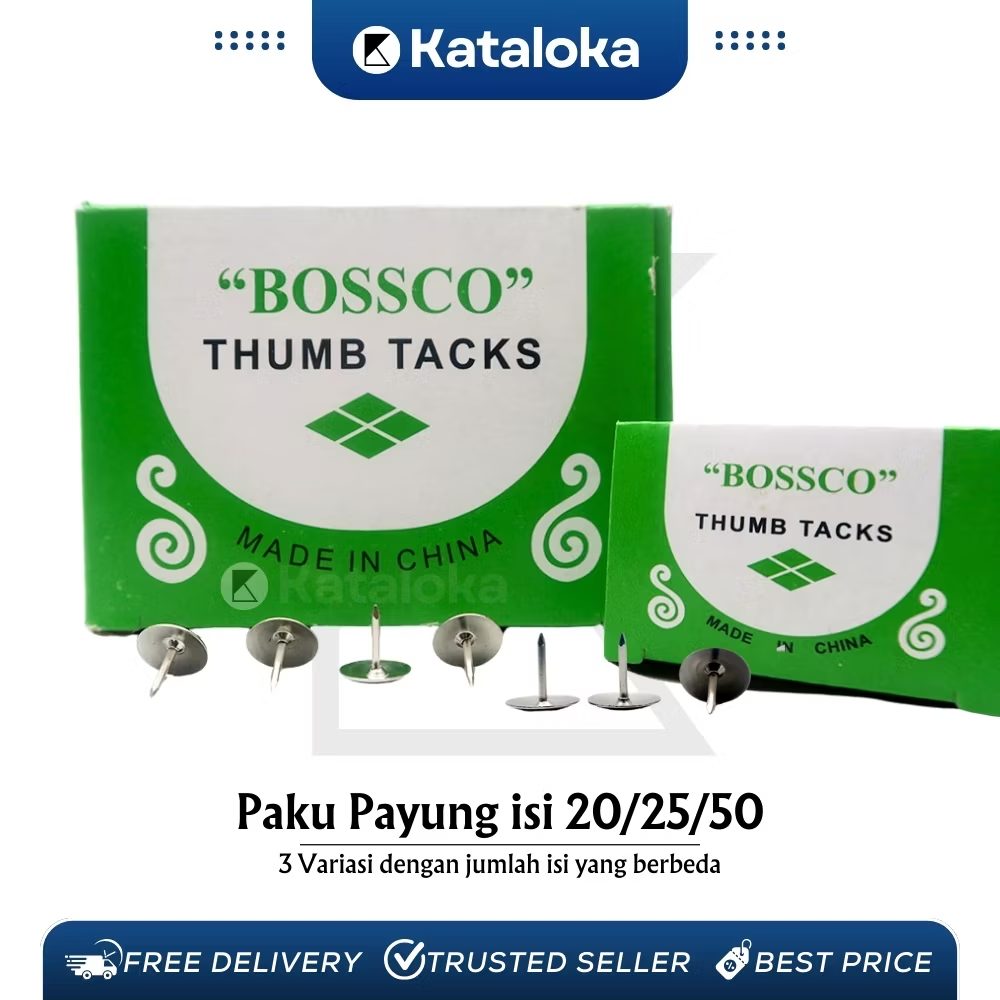 Kataloka
“BOSSCO”
THUMB TACKS
MADE IN CHINA
Kataloka
“BOSSCO”
THUMB TACKS
MADE IN CHINA
Paku Payung isi 20/25/50
3 Variasi dengan jumlah isi yang berbeda
FREE DELIVERY
TRUSTED SELLER
% BEST PRICE